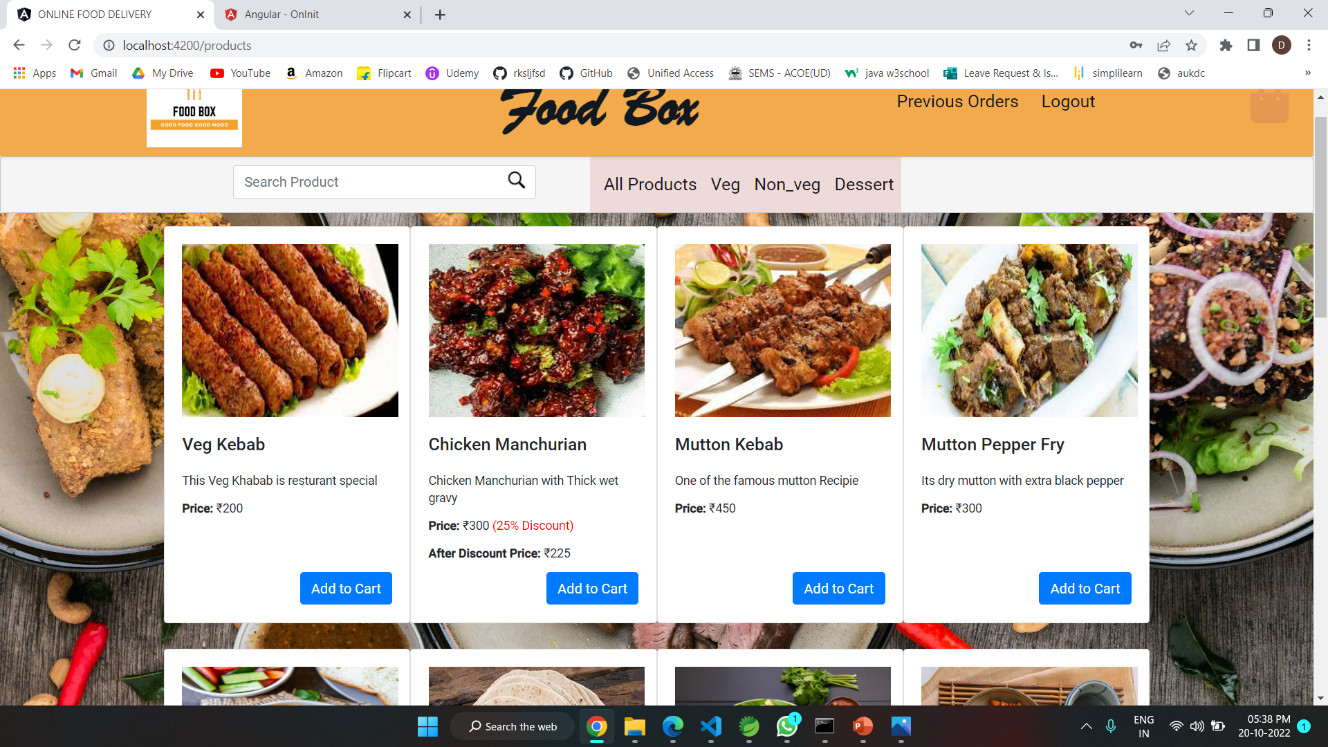 ONLINE FOOD DELIVERY
Angular - OnInit
localhost:4200/products
D
Apps
Gmail
My Drive
YouTube
Amazon
Flipcart
Udemy
rksljfsd
GitHub
Unified Access
SEMS - ACOE(UD)
java w3school
Leave Request & Is...
simplilearn
aukdc
»
FOOD BOX
GOOD FOOD GOOD MOOD
Food Box
Previous Orders
Logout
Search Product
All Products
Veg
Non_veg
Dessert
Veg Kebab
This Veg Khabab is resturant special
Price: ₹200
Add to Cart
Chicken Manchurian
Chicken Manchurian with Thick wet
gravy
Price: ₹300 (25% Discount)
After Discount Price: ₹225
Add to Cart
Mutton Kebab
One of the famous mutton Recipie
Price: ₹450
Add to Cart
Mutton Pepper Fry
Its dry mutton with extra black pepper
Price: ₹300
Add to Cart
Search the web
1
ENG
IN
05:38 PM
20-10-2022
1